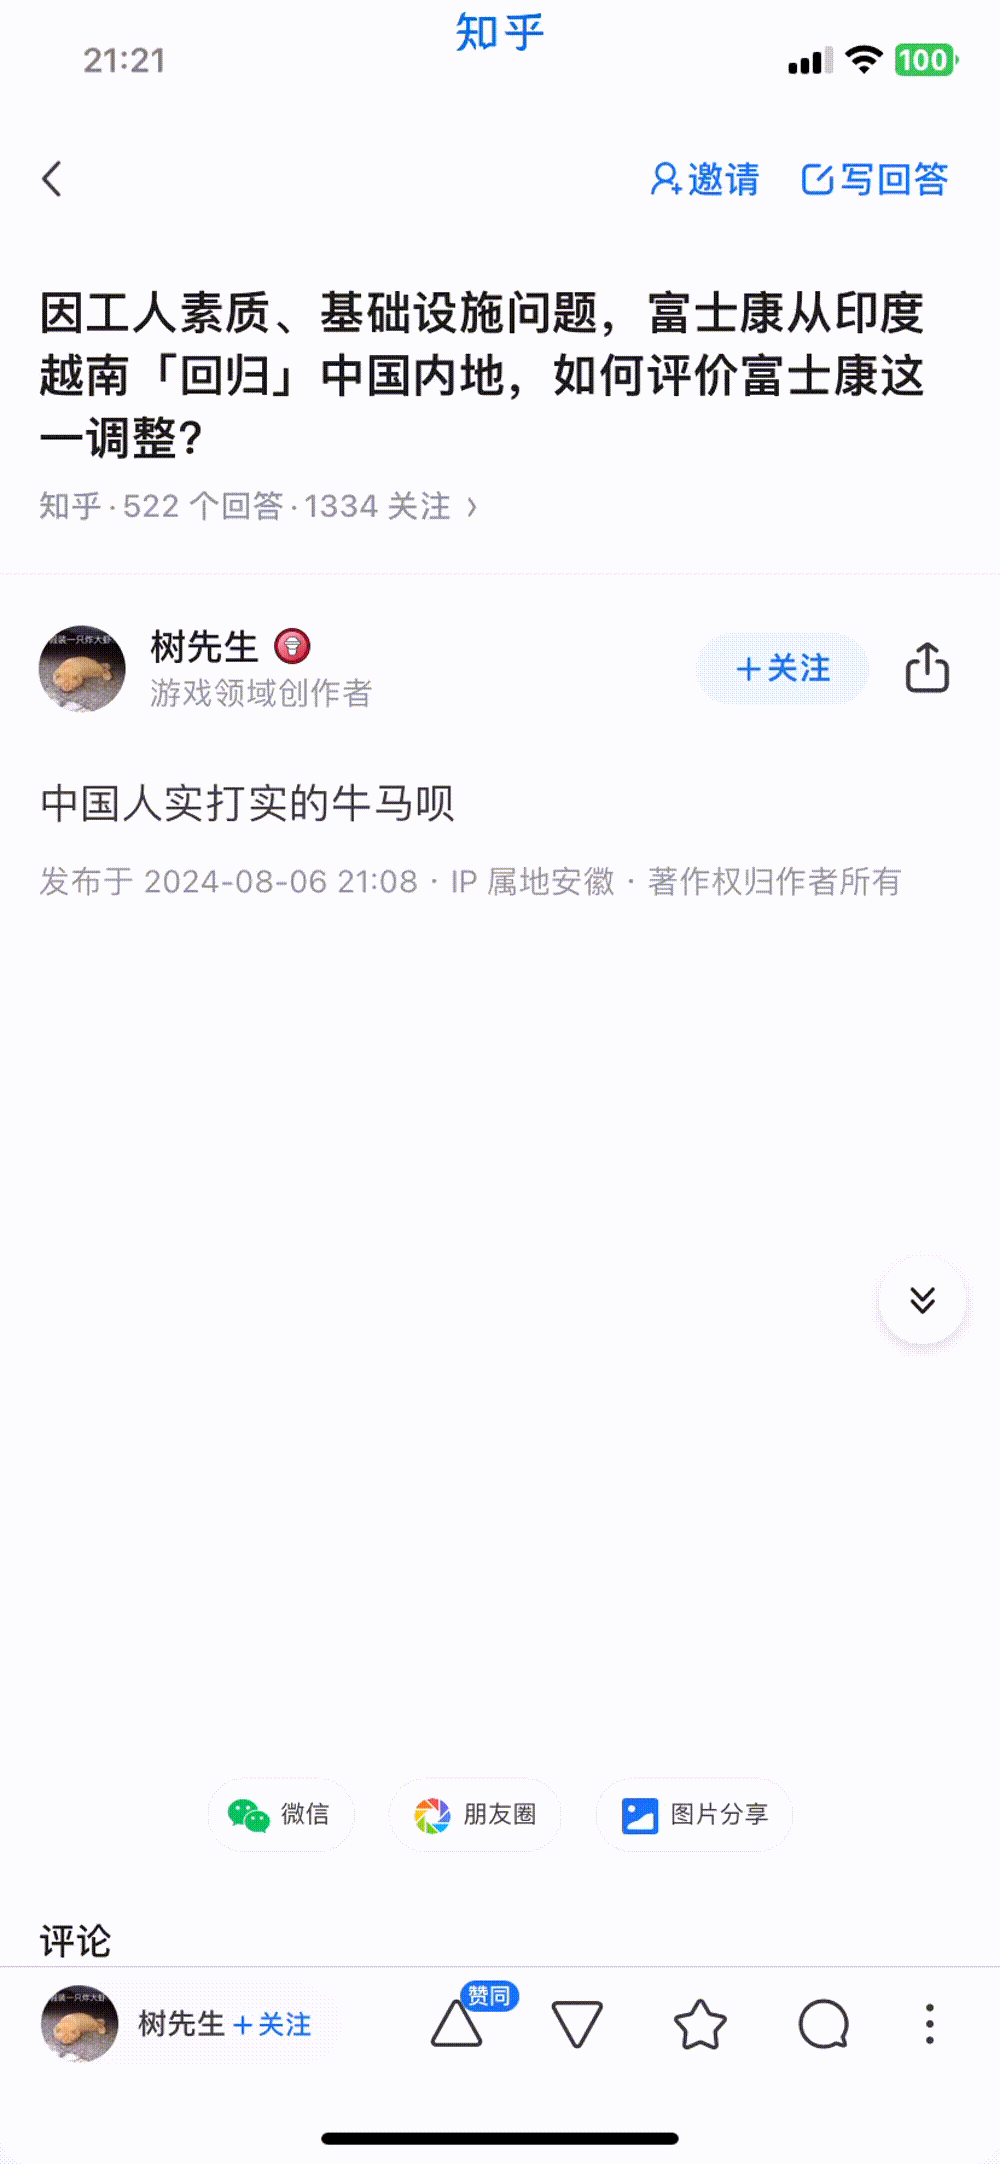 知乎
21:21
100
邀请 写回答
因工人素质、基础设施问题，富士康从印度
越南「回归」中国内地，如何评价富士康这
一调整？
知乎 · 522 个回答 · 1334 关注 ›
树先生
+ 关注
游戏领域创作者
中国人实打实的牛马呗
发布于 2024-08-06 21:08 · IP 属地安徽 · 著作权归作者所有
微信 朋友圈 图片分享
评论
赞同
树先生 + 关注